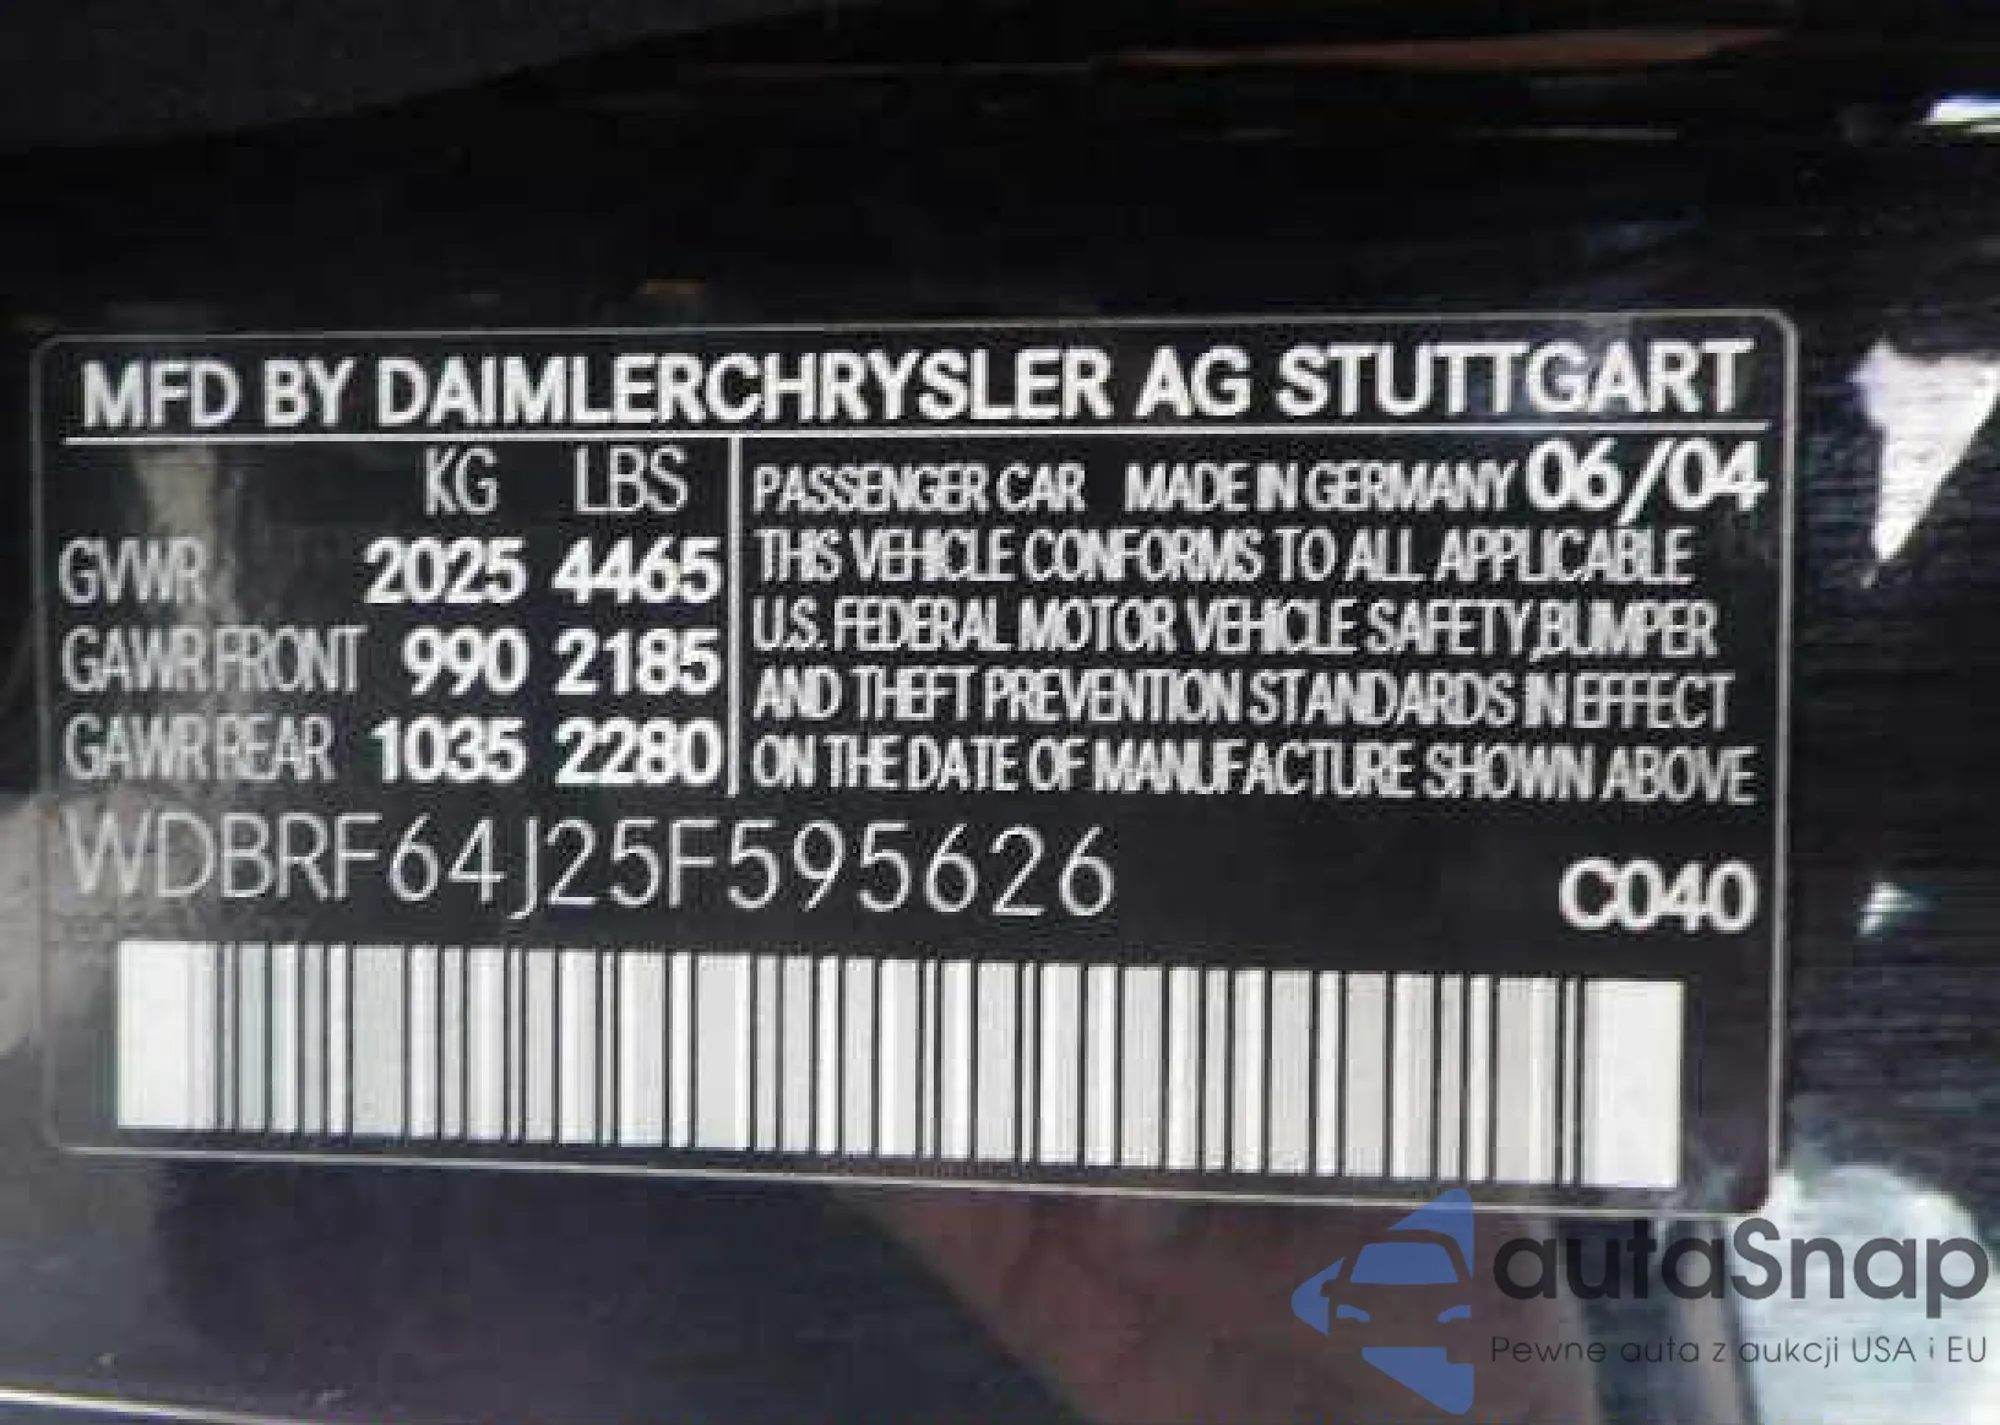 MFD BY DAIMLERCHRYSLER AG STUTTGART
KG LBS
GVWR 2025 4465
GAWR FRONT 990 2185
GAWR REAR 1035 2280
PASSENGER CAR MADE IN GERMANY 06/04
THIS VEHICLE CONFORMS TO ALL APPLICABLE
U.S. FEDERAL MOTOR VEHICLE SAFETY,BUMPER
AND THEFT PREVENTION STANDARDS IN EFFECT
ON THE DATE OF MANUFACTURE SHOWN ABOVE
WDBRF64J25F595626
C040
autaSnap
Pewne auta z aukcji USA i EU